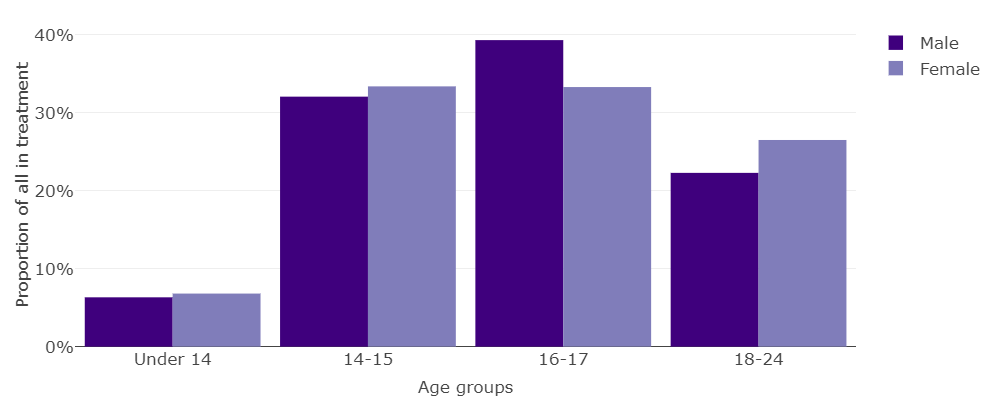 Proportion of all in treatment
40%
30%
20%
10%
0%
Under 14
14-15
16-17
18-24
Age groups
Male
Female